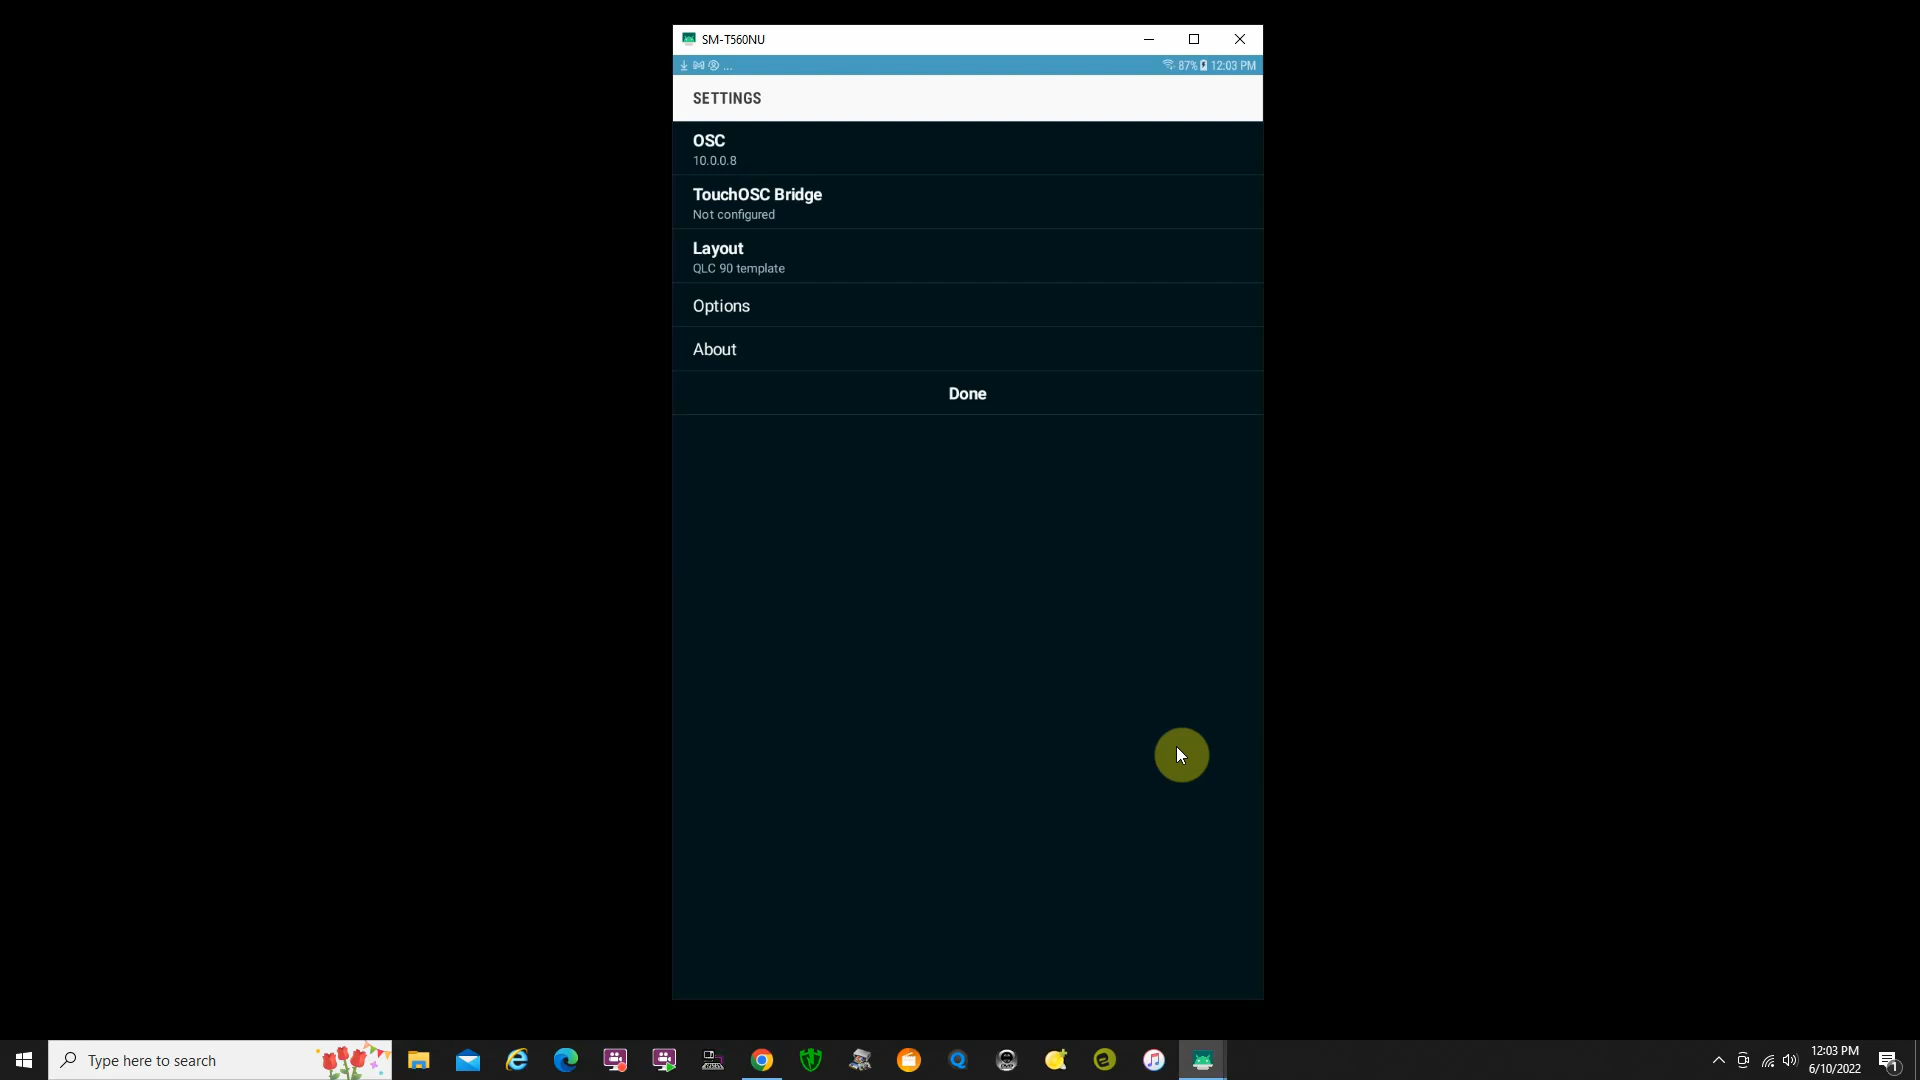 SM-T560NU
... 87% 12:03 PM
SETTINGS
OSC
10.0.0.8
TouchOSC Bridge
Not configured
Layout
QLC 90 template
Options
About
Done
Type here to search
12:03 PM
6/10/2022
1